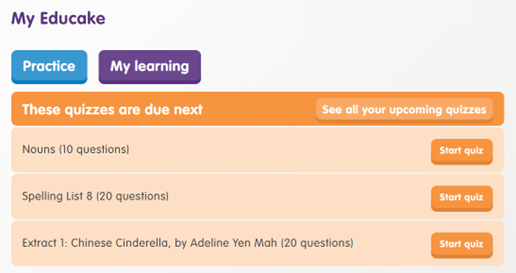 My Educake
Practice My learning
These quizzes are due next See all your upcoming quizzes
Nouns (10 questions) Start quiz
Spelling List 8 (20 questions) Start quiz
Extract 1: Chinese Cinderella, by Adeline Yen Mah (20 questions) Start quiz